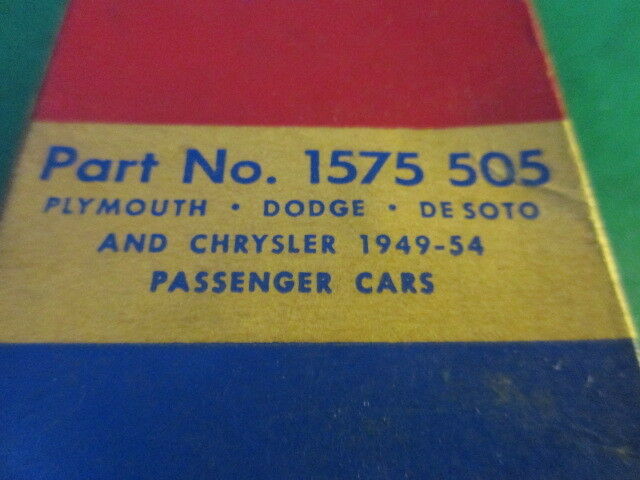 Part No. 1575 505
PLYMOUTH • DODGE • DE SOTO
AND CHRYSLER 1949-54
PASSENGER CARS